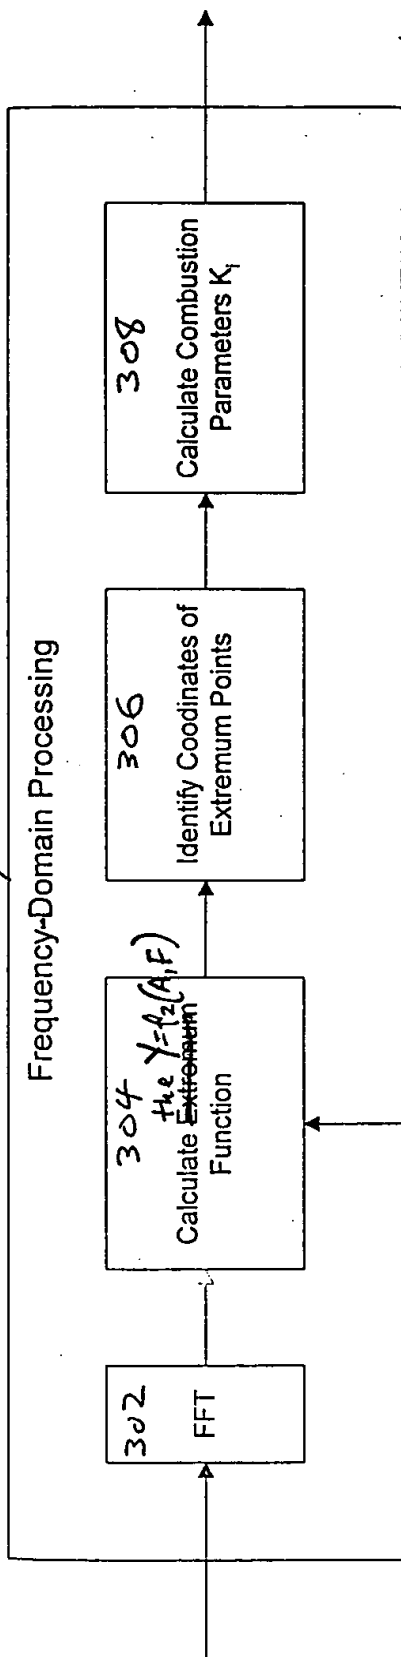 Frequency-Domain Processing
302
FFT
304
the Y=f2(A,F)
Calculate Extremum
Function
306
Identify Coodinates of
Extremum Points
308
Calculate Combustion
Parameters Ki